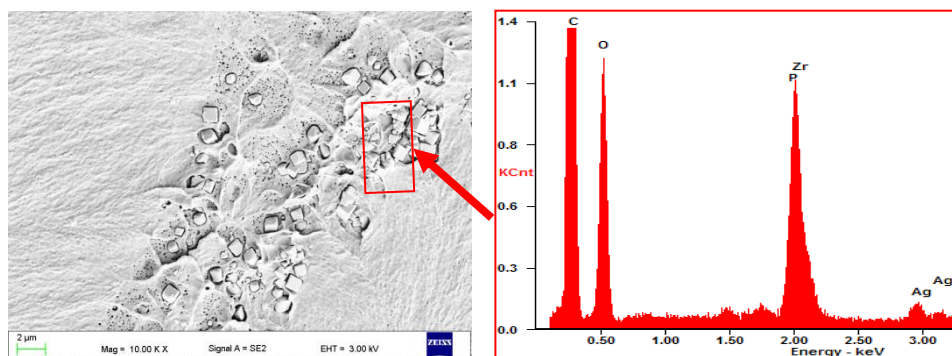 2 µm
Mag = 10.00 K X
Signal A = SE2
EHT = 3.00 kV
ZEISS
1.4
1.1
0.8
KCnt
0.6
0.3
0.0
C
O
Zr
P
Ag
Ag
0.50
1.00
1.50
2.00
2.50
3.00
Energy - keV